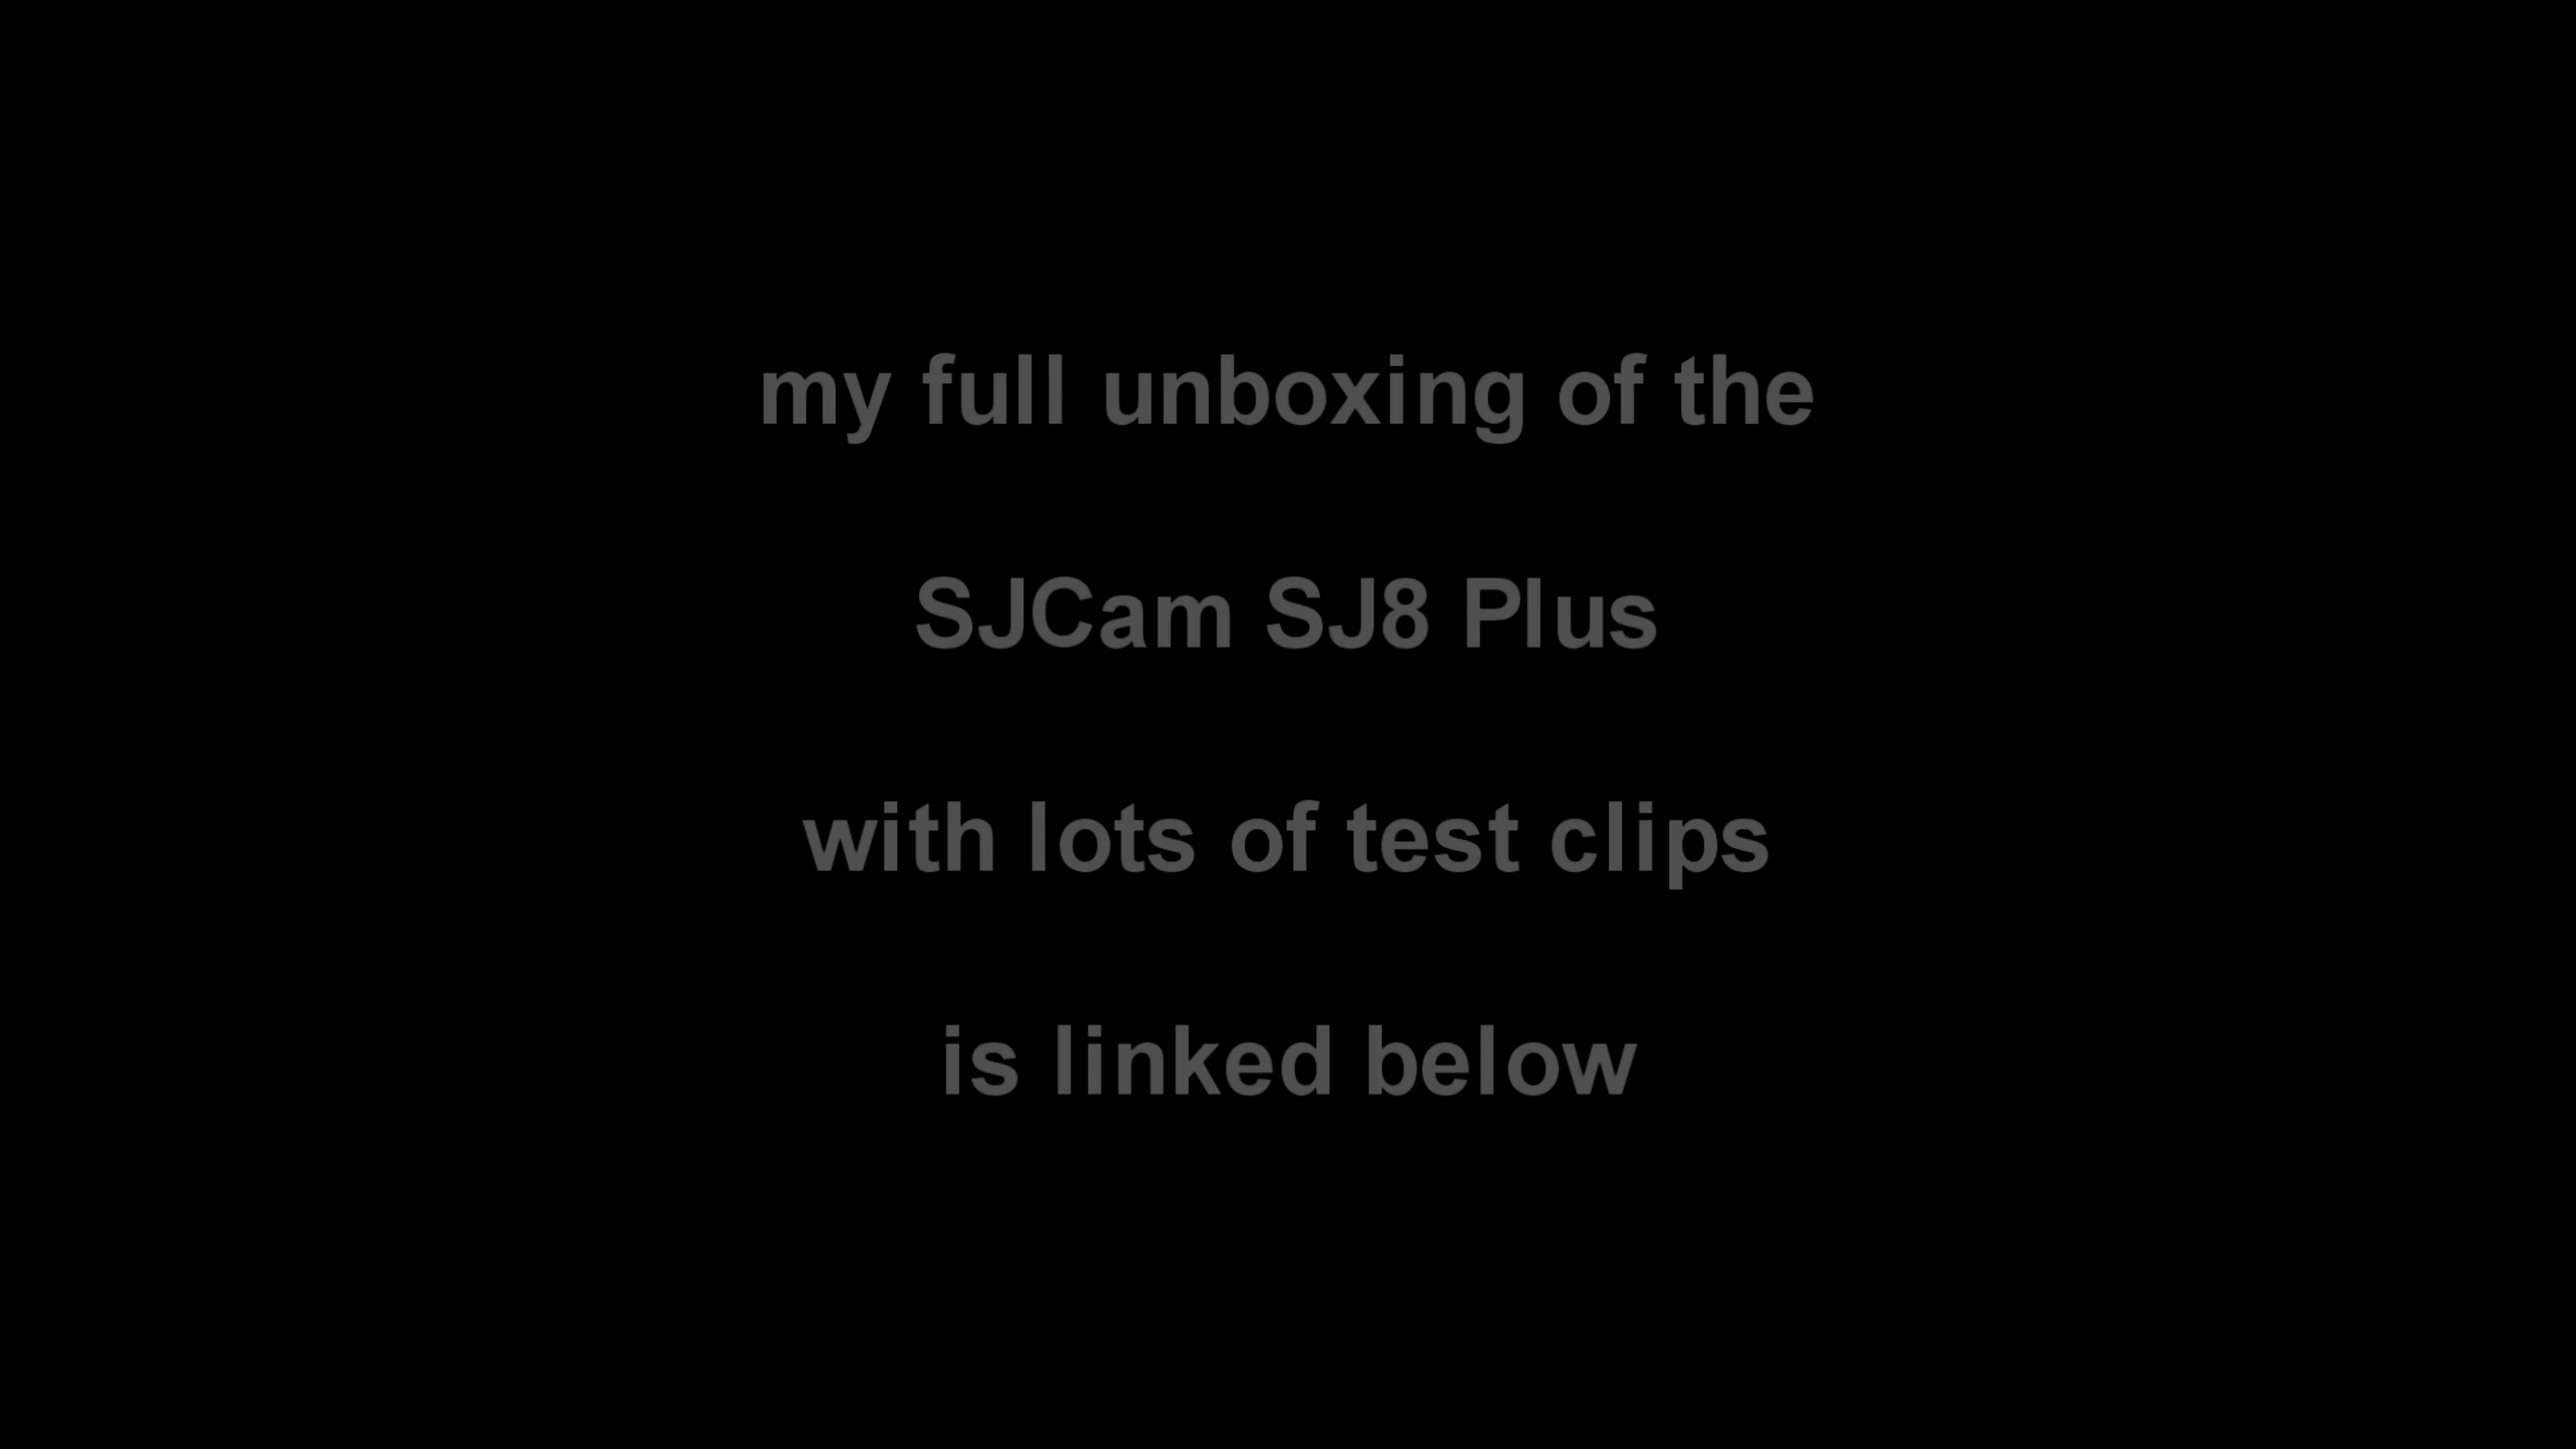 my full unboxing of the
SJCam SJ8 Plus
with lots of test clips
is linked below